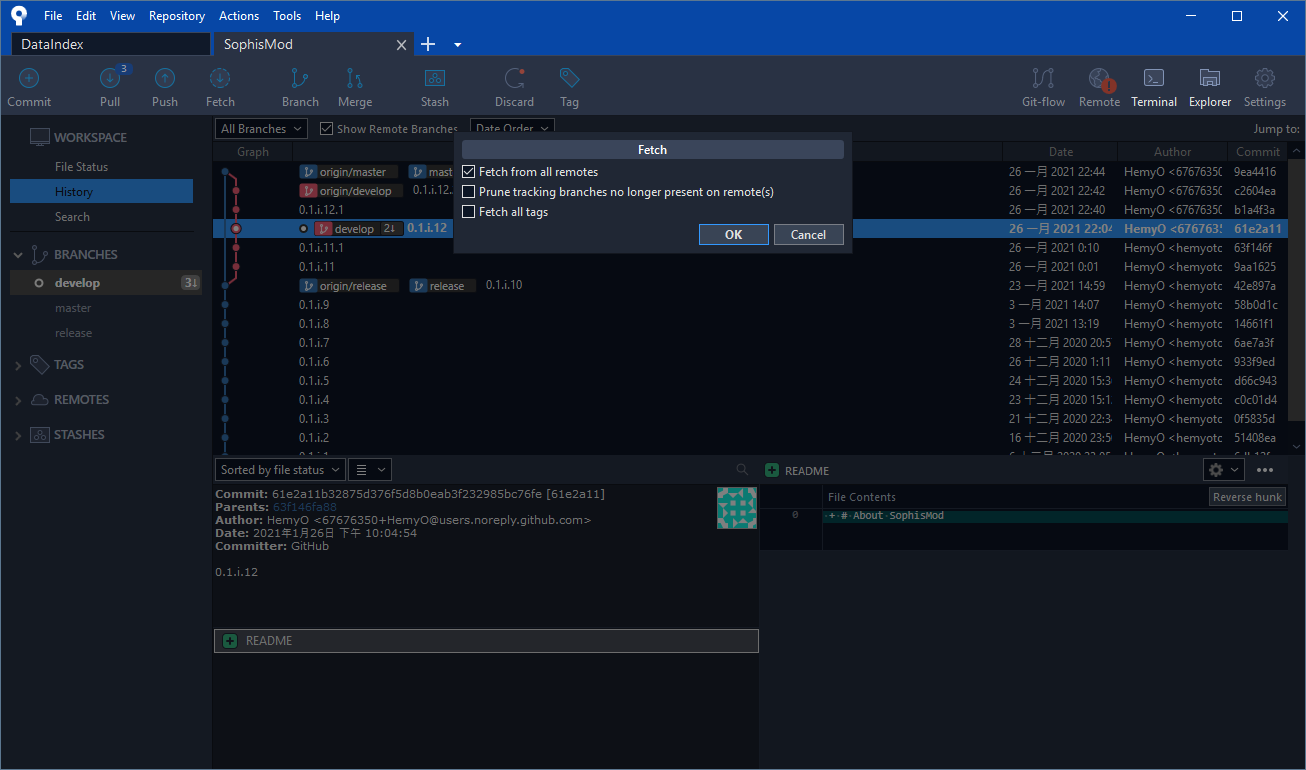 File Edit View Repository Actions Tools Help
DataIndex SophisMod
3
Commit Pull Push Fetch Branch Merge Stash Discard Tag Git-flow Remote Terminal Explorer Settings
WORKSPACE
File Status
History
Search
BRANCHES
develop 3↓
master
release
TAGS
REMOTES
STASHES
All Branches Show Remote Branches Date Order Jump to:
Graph Date Author Commit
origin/master mast 26 一月 2021 22:44 HemyO <67676350 9ea4416
origin/develop 0.1.i.12. 26 一月 2021 22:42 HemyO <67676350 c2604ea
0.1.i.12.1 26 一月 2021 22:40 HemyO <67676350 b1a4f3a
develop 2↓ 0.1.i.12 26 一月 2021 22:04 HemyO <6767635 61e2a11
0.1.i.11.1 26 一月 2021 0:10 HemyO <hemyotc 63f146f
0.1.i.11 26 一月 2021 0:01 HemyO <hemyotc 9aa1625
origin/release release 0.1.i.10 23 一月 2021 14:59 HemyO <hemyotc 42e897a
0.1.i.9 3 一月 2021 14:07 HemyO <hemyotc 58b0d1c
0.1.i.8 3 一月 2021 13:19 HemyO <hemyotc 14661f1
0.1.i.7 28 十二月 2020 20:5 HemyO <hemyotc 6ae7a3f
0.1.i.6 26 十二月 2020 1:11 HemyO <hemyotc 933f9ed
0.1.i.5 24 十二月 2020 15:3 HemyO <hemyotc d66c943
0.1.i.4 23 十二月 2020 15:1 HemyO <hemyotc c0c01d4
0.1.i.3 21 十二月 2020 22:3 HemyO <hemyotc 0f5835d
0.1.i.2 16 十二月 2020 23:5 HemyO <hemyotc 51408ea
Fetch
Fetch from all remotes
Prune tracking branches no longer present on remote(s)
Fetch all tags
OK Cancel
Sorted by file status
Commit: 61e2a11b32875d376f5d8b0eab3f232985bc76fe [61e2a11]
Parents: 63f146fa88
Author: HemyO <67676350+HemyO@users.noreply.github.com>
Date: 2021年1月26日 下午 10:04:54
Committer: GitHub
0.1.i.12
README
README
File Contents Reverse hunk
0 + # About SophisMod